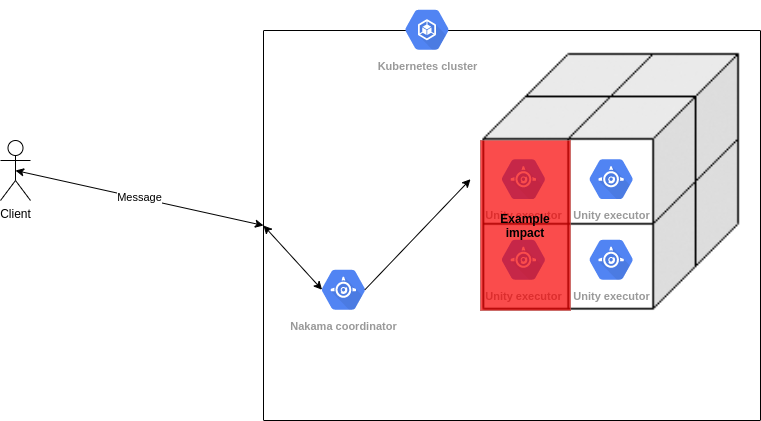 Kubernetes cluster
Message
Client
Unity executor
Unity executor
Example
impact
Unity executor
Unity executor
Nakama coordinator